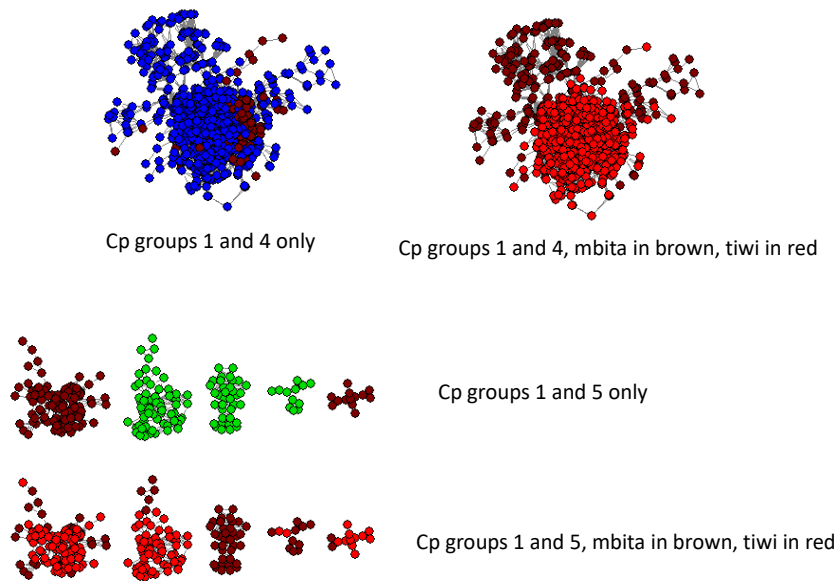 Cp groups 1 and 4 only
Cp groups 1 and 4, mbita in brown, tiwi in red
Cp groups 1 and 5 only
Cp groups 1 and 5, mbita in brown, tiwi in red